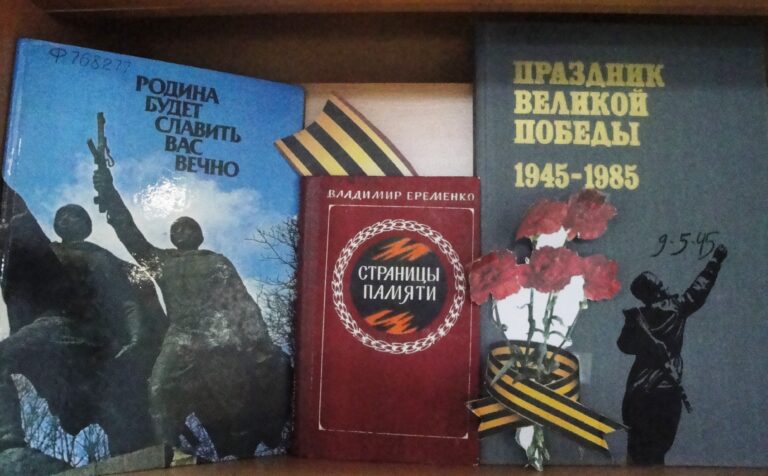 Ф 768277
РОДИНА
БУДЕТ
СЛАВИТЬ
ВАС
ВЕЧНО
ВЛАДИМИР ЕРЕМЕНКО
СТРАНИЦЫ
ПАМЯТИ
ПРАЗДНИК
ВЕЛИКОЙ
ПОБЕДЫ
1945-1985
9-5-45